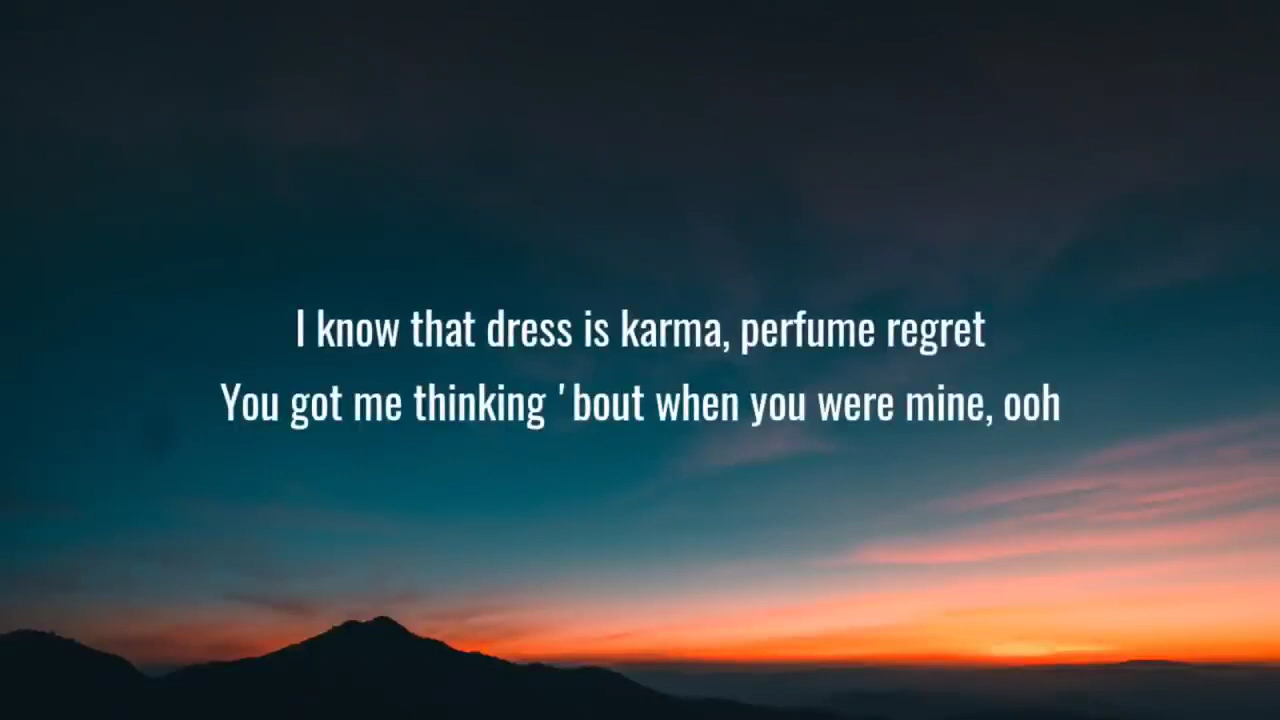 I know that dress is karma, perfume regret
You got me thinking 'bout when you were mine, ooh